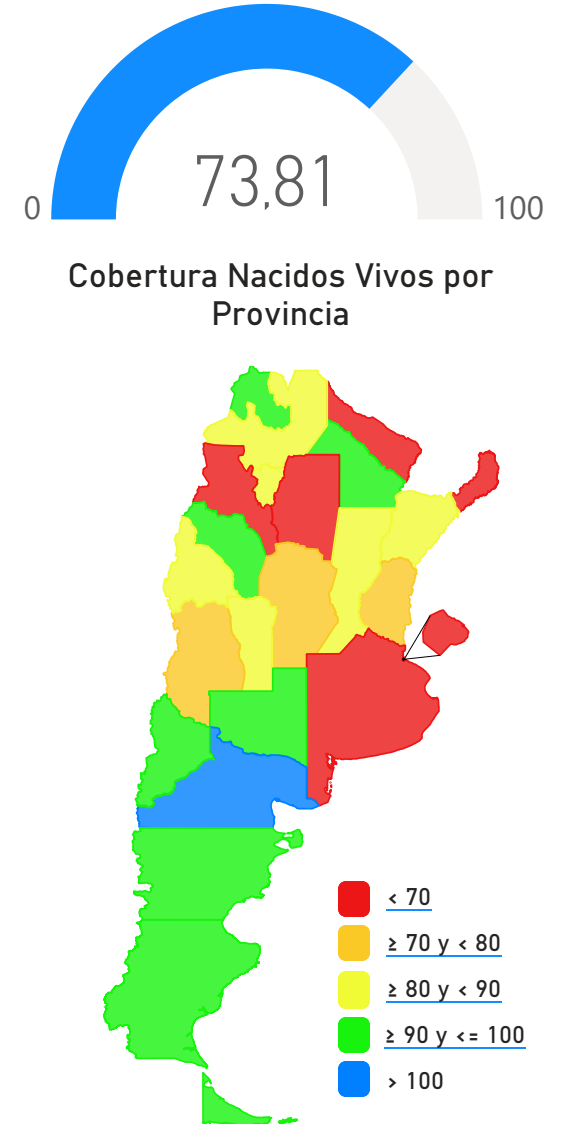 73,81
0
100
Cobertura Nacidos Vivos por
Provincia
< 70
≥ 70 y < 80
≥ 80 y < 90
≥ 90 y <= 100
> 100